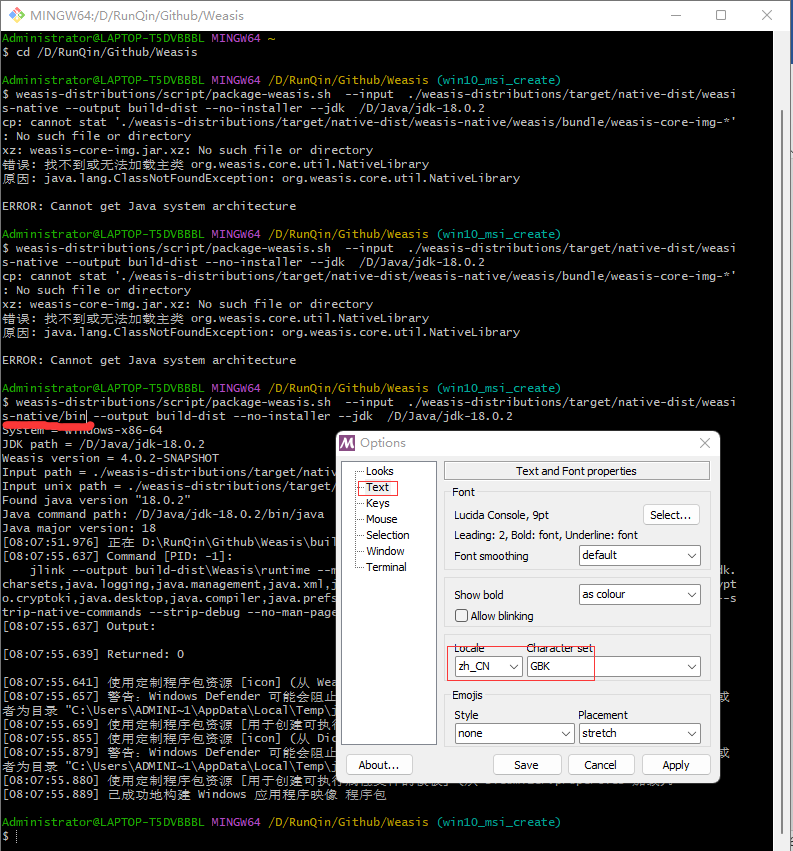 MINGW64:/D/RunQin/Github/Weasis
Administrator@LAPTOP-T5DVBBBL MINGW64 ~
$ cd /D/RunQin/Github/Weasis
Administrator@LAPTOP-T5DVBBBL MINGW64 /D/RunQin/Github/Weasis (win10_msi_create)
$ weasis-distributions/script/package-weasis.sh  --input  ./weasis-distributions/target/native-dist/weasi
s-native --output build-dist --no-installer --jdk  /D/Java/jdk-18.0.2
cp: cannot stat './weasis-distributions/target/native-dist/weasis-native/weasis/bundle/weasis-core-img-*'
: No such file or directory
xz: weasis-core-img.jar.xz: No such file or directory
错误: 找不到或无法加载主类 org.weasis.core.util.NativeLibrary
原因: java.lang.ClassNotFoundException: org.weasis.core.util.NativeLibrary
ERROR: Cannot get Java system architecture
Administrator@LAPTOP-T5DVBBBL MINGW64 /D/RunQin/Github/Weasis (win10_msi_create)
$ weasis-distributions/script/package-weasis.sh  --input  ./weasis-distributions/target/native-dist/weasi
s-native --output build-dist --no-installer --jdk  /D/Java/jdk-18.0.2
cp: cannot stat './weasis-distributions/target/native-dist/weasis-native/weasis/bundle/weasis-core-img-*'
: No such file or directory
xz: weasis-core-img.jar.xz: No such file or directory
错误: 找不到或无法加载主类 org.weasis.core.util.NativeLibrary
原因: java.lang.ClassNotFoundException: org.weasis.core.util.NativeLibrary
ERROR: Cannot get Java system architecture
Administrator@LAPTOP-T5DVBBBL MINGW64 /D/RunQin/Github/Weasis (win10_msi_create)
$ weasis-distributions/script/package-weasis.sh  --input  ./weasis-distributions/target/native-dist/weasi
s-native/bin --output build-dist --no-installer --jdk  /D/Java/jdk-18.0.2
System = Windows-x86-64
JDK path = /D/Java/jdk-18.0.2
Weasis version = 4.0.2-SNAPSHOT
Input path = ./weasis-distributions/target/nativ
Input unix path = ./weasis-distributions/target/
Found java version "18.0.2"
Java command path: /D/Java/jdk-18.0.2/bin/java
Java major version: 18
[08:07:51.976] 正在 D:\RunQin\Github\Weasis\buil
[08:07:55.637] Command [PID: -1]:
jlink --output build-dist\Weasis\runtime --m
dk.
charsets,java.logging,java.management,java.xml,j
ypt
o.cryptoki,java.desktop,java.compiler,java.prefs
--s
trip-native-commands --strip-debug --no-man-page
[08:07:55.637] Output:
[08:07:55.639] Returned: 0
[08:07:55.641] 使用定制程序包资源 [icon] (从 Wea
[08:07:55.657] 警告: Windows Defender 可能会阻止
或
者为目录 "C:\Users\ADMINI~1\AppData\Local\Temp\j
[08:07:55.659] 使用定制程序包资源 [用于创建可执行
[08:07:55.855] 使用定制程序包资源 [icon] (从 Dic
[08:07:55.879] 警告: Windows Defender 可能会阻止
或
者为目录 "C:\Users\ADMINI~1\AppData\Local\Temp\j
[08:07:55.880] 使用定制程序包资源 [用于创建可执行
[08:07:55.889] 已成功地构建 Windows 应用程序映像 程序包
Administrator@LAPTOP-T5DVBBBL MINGW64 /D/RunQin/Github/Weasis (win10_msi_create)
$
Options
Looks
Text
Keys
Mouse
Selection
Window
Terminal
Text and Font properties
Font
Lucida Console, 9pt
Select...
Leading: 2, Bold: font, Underline: font
Font smoothing
default
Show bold
as colour
Allow blinking
Locale
Character set
zh_CN
GBK
Emojis
Style
Placement
none
stretch
About...
Save
Cancel
Apply